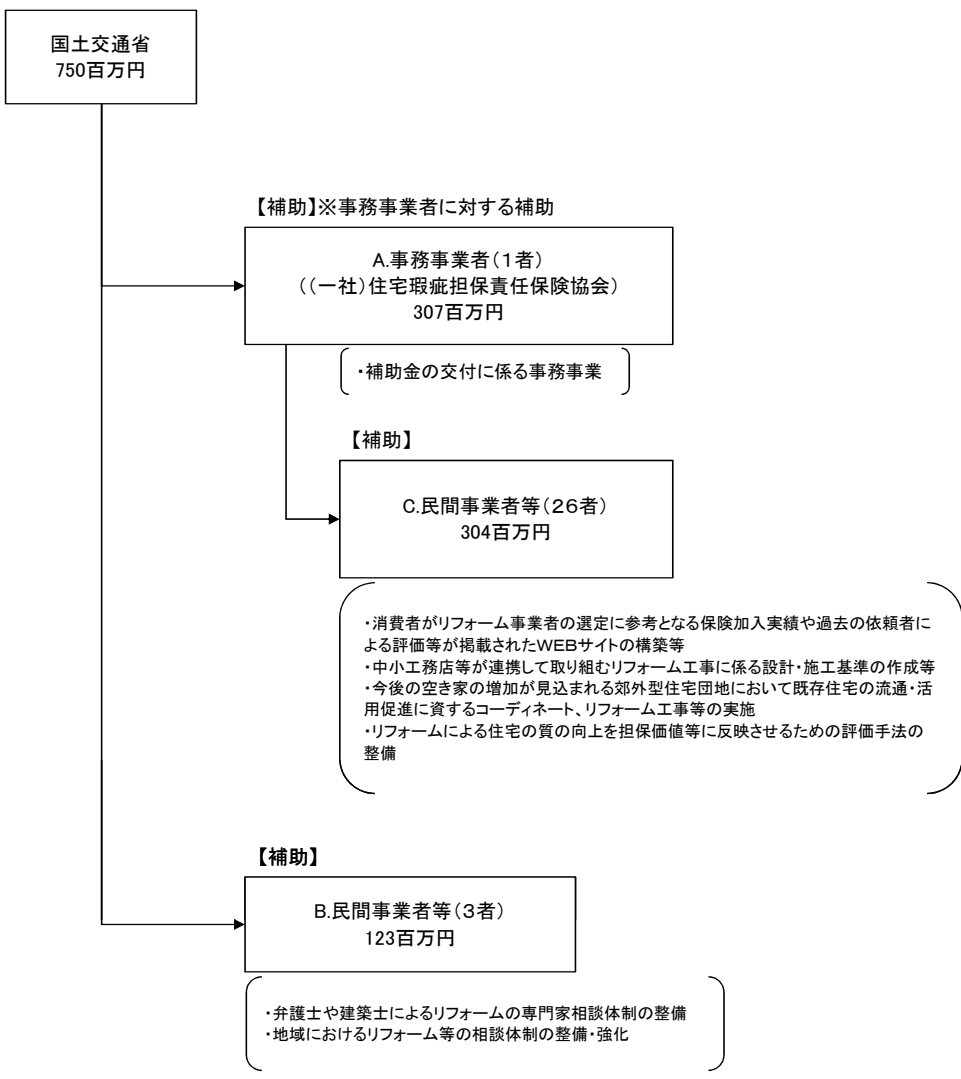 国土交通省
750百万円
【補助】※事務事業者に対する補助
A.事務事業者(1者)
((一社)住宅瑕疵担保責任保険協会)
307百万円
・補助金の交付に係る事務事業
【補助】
C.民間事業者等(26者)
304百万円
・消費者がリフォーム事業者の選定に参考となる保険加入実績や過去の依頼者に
よる評価等が掲載されたWEBサイトの構築等
・中小工務店等が連携して取り組むリフォーム工事に係る設計・施工基準の作成等
・今後の空き家の増加が見込まれる郊外型住宅団地において既存住宅の流通・活
用促進に資するコーディネート、リフォーム工事等の実施
・リフォームによる住宅の質の向上を担保価値等に反映させるための評価手法の
整備
【補助】
B.民間事業者等(3者)
123百万円
・弁護士や建築士によるリフォームの専門家相談体制の整備
・地域におけるリフォーム等の相談体制の整備・強化